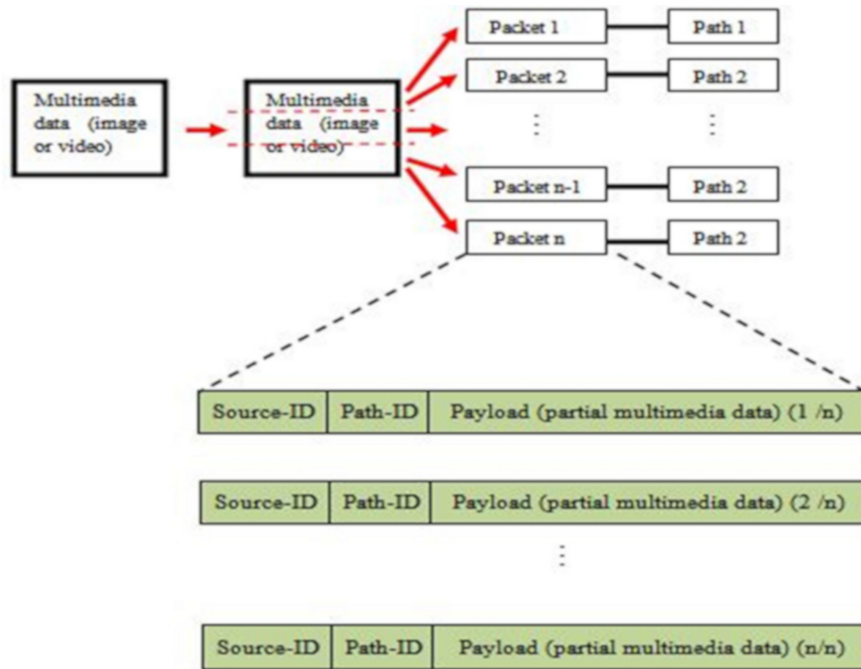 Packet 1
Path 1
Multimedia
data (image
or video)
Multimedia
data (image
or video)
Packet 2
Path 2
Packet n-1
Path 2
Packet n
Path 2
Source-ID
Path-ID
Payload (partial multimedia data) (1 /n)
Source-ID
Path-ID
Payload (partial multimedia data) (2 /n)
Source-ID
Path-ID
Payload (partial multimedia data) (n/n)